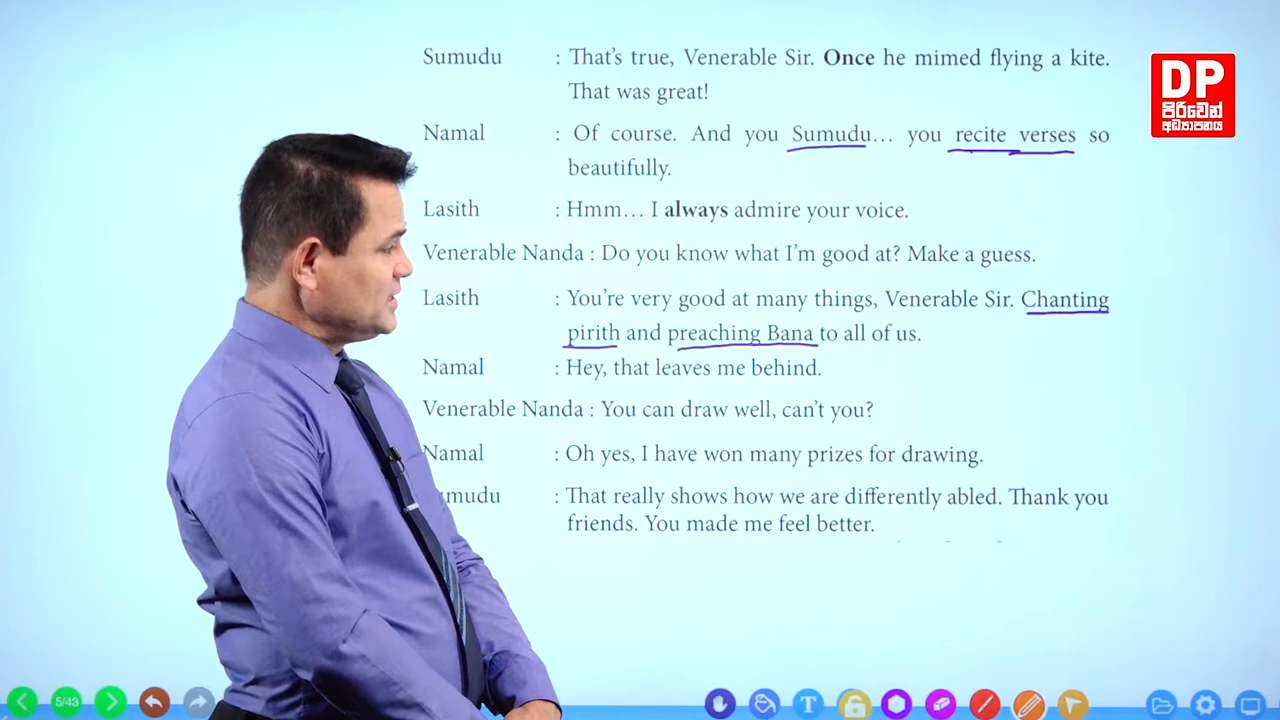 Sumudu : That's true, Venerable Sir. Once he mimed flying a kite.
That was great!
Namal : Of course. And you Sumudu… you recite verses so
beautifully.
Lasith : Hmm… I always admire your voice.
Venerable Nanda : Do you know what I'm good at? Make a guess.
Lasith : You're very good at many things, Venerable Sir. Chanting
pirith and preaching Bana to all of us.
Namal : Hey, that leaves me behind.
Venerable Nanda : You can draw well, can't you?
Namal : Oh yes, I have won many prizes for drawing.
mudu : That really shows how we are differently abled. Thank you
friends. You made me feel better.
DP
පිරිවෙන්
අධ්‍යාපනය
5/43
T